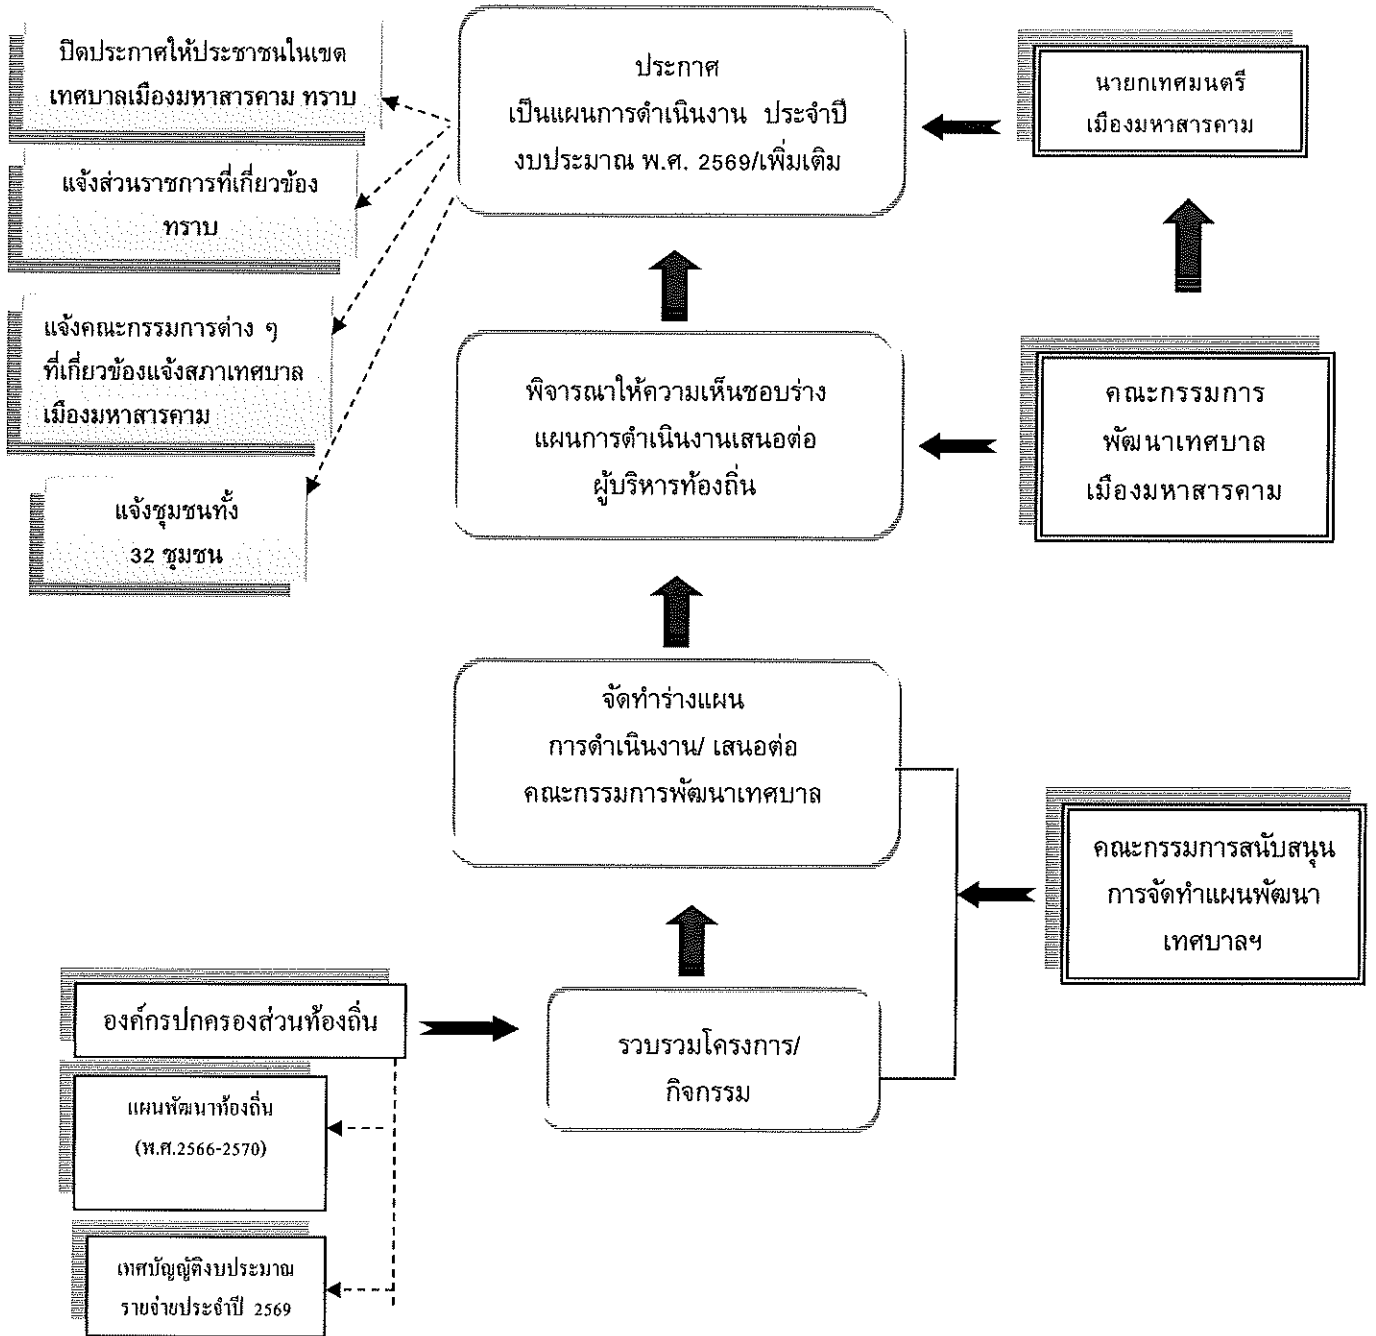 ปิดประกาศให้ประชาชนในเขต
เทศบาลเมืองมหาสารคาม ทราบ
แจ้งส่วนราชการที่เกี่ยวข้อง
ทราบ
แจ้งคณะกรรมการต่าง ๆ
ที่เกี่ยวข้องแจ้งสภาเทศบาล
เมืองมหาสารคาม
แจ้งชุมชนทั้ง
32 ชุมชน
ประกาศ
เป็นแผนการดำเนินงาน ประจำปี
งบประมาณ พ.ศ. 2569/เพิ่มเติม
นายกเทศมนตรี
เมืองมหาสารคาม
พิจารณาให้ความเห็นชอบร่าง
แผนการดำเนินงานเสนอต่อ
ผู้บริหารท้องถิ่น
คณะกรรมการ
พัฒนาเทศบาล
เมืองมหาสารคาม
จัดทำร่างแผน
การดำเนินงาน/ เสนอต่อ
คณะกรรมการพัฒนาเทศบาล
คณะกรรมการสนับสนุน
การจัดทำแผนพัฒนา
เทศบาลฯ
องค์กรปกครองส่วนท้องถิ่น
รวบรวมโครงการ/
กิจกรรม
แผนพัฒนาท้องถิ่น
(พ.ศ.2566-2570)
เทศบัญญัติงบประมาณ
รายจ่ายประจำปี 2569